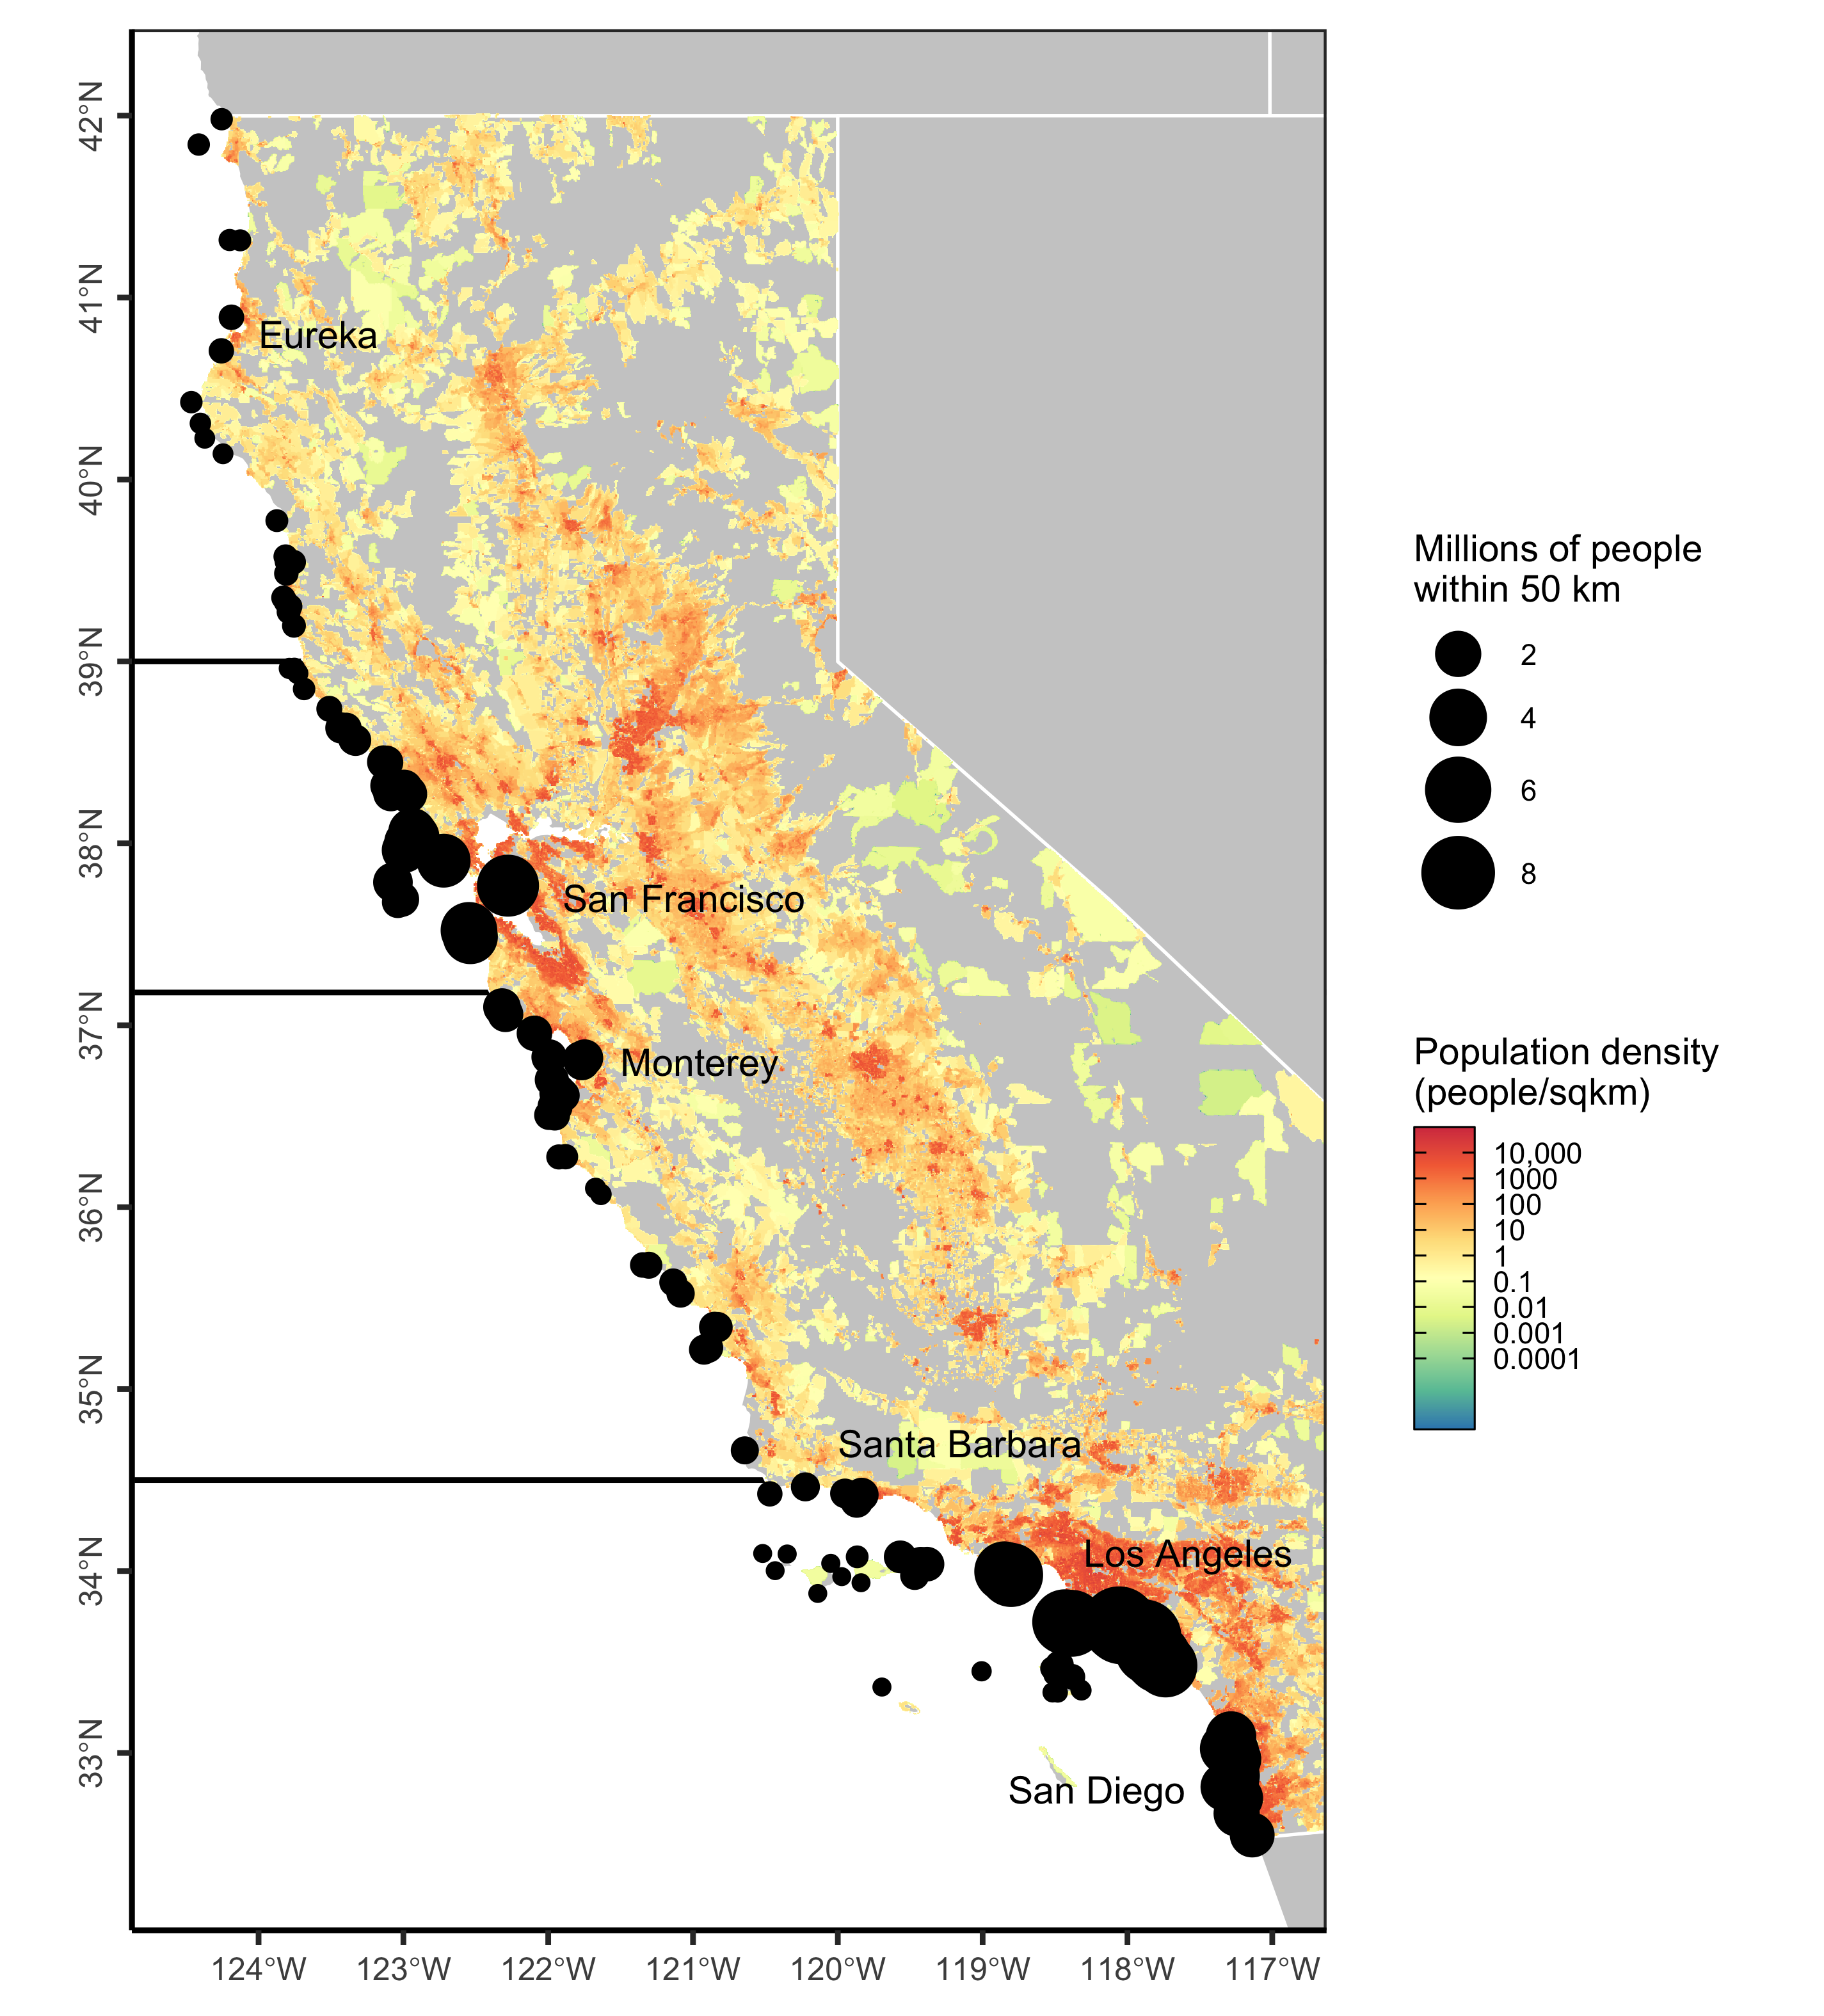 42°N
41°N
40°N
39°N
38°N
37°N
36°N
35°N
34°N
33°N
124°W
123°W
122°W
121°W
120°W
119°W
118°W
117°W
Eureka
San Francisco
Monterey
Santa Barbara
Los Angeles
San Diego
Millions of people
within 50 km
2
4
6
8
Population density
(people/sqkm)
10,000
1000
100
10
1
0.1
0.01
0.001
0.0001